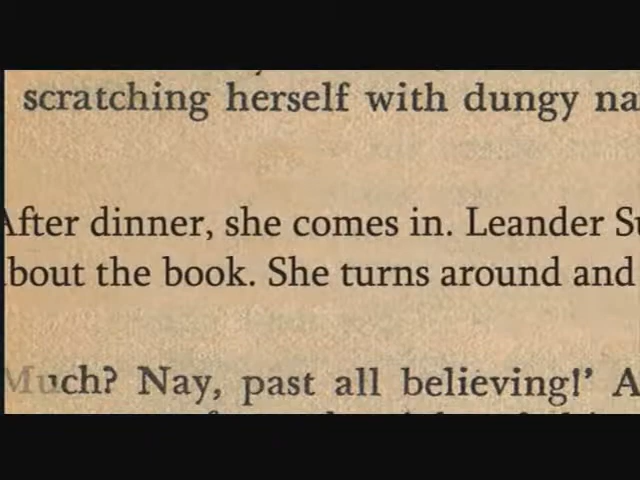 scratching herself with dungy
After dinner, she comes in. Leander
about the book. She turns around and
Much? Nay, past all believing!'